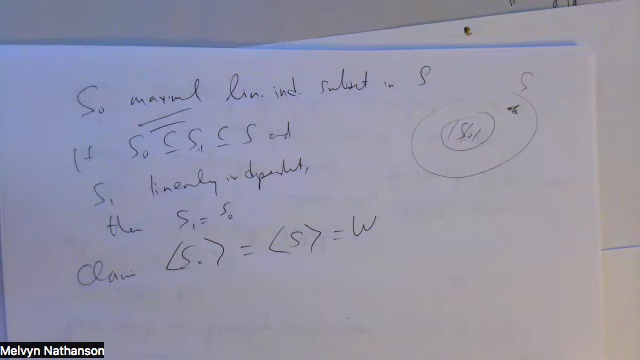 S₀ maximal lin. ind. subset in S
S
S₀
If S₀ ⊆ S₁ ⊆ S and
S₁ linearly independent,
then S₁ = S₀
Claim ⟨S₀⟩ = ⟨S⟩ = W
Melvyn Nathanson